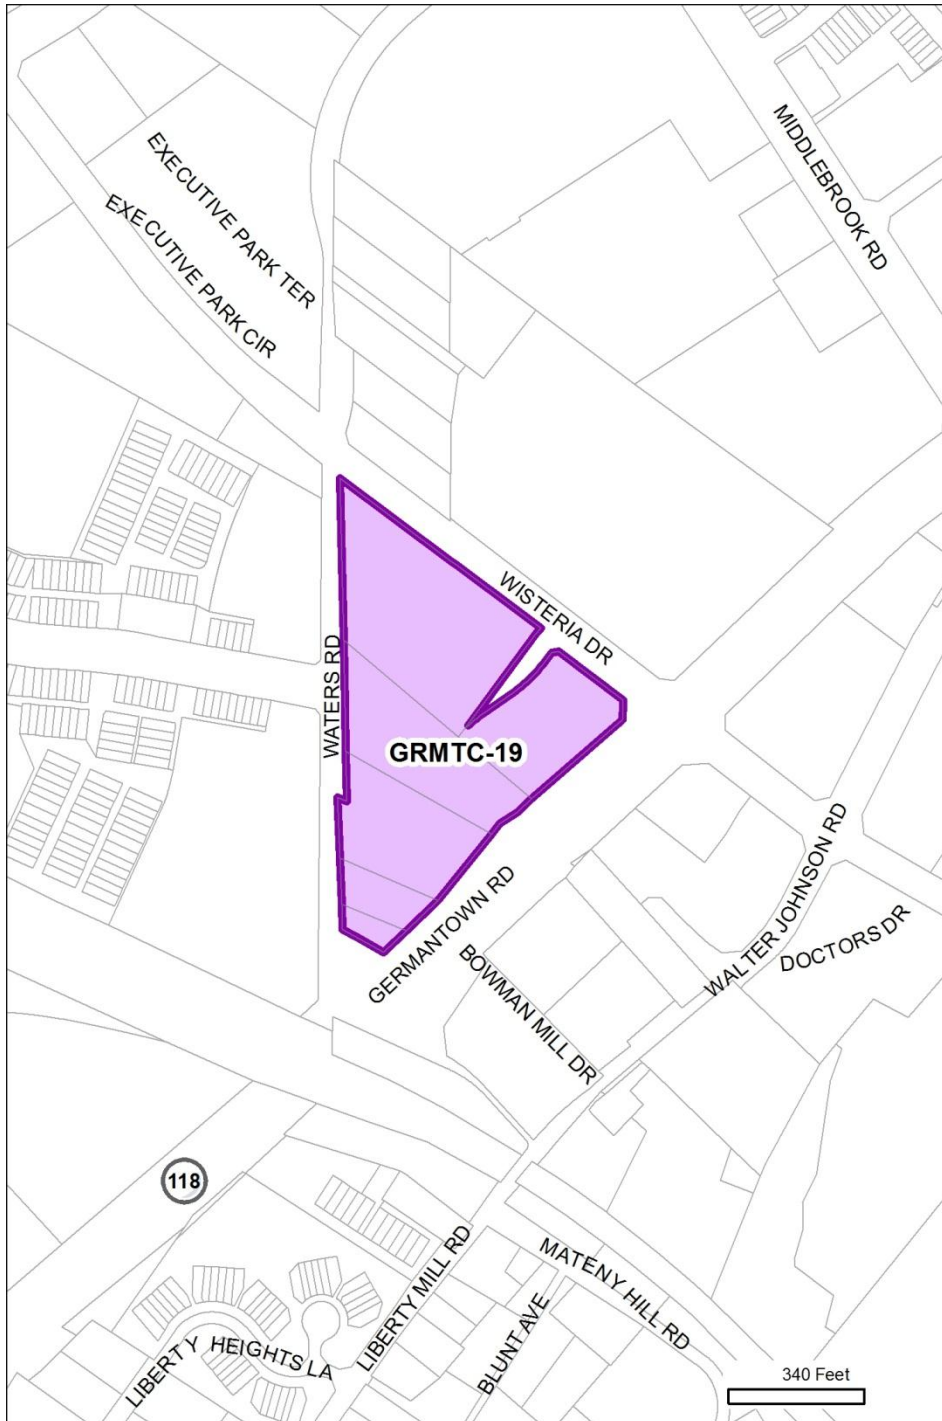 MIDDLEBROOK RD
EXECUTIVE PARK TER
EXECUTIVE PARK CIR
WISTERIA DR
WATERS RD
GRMTC-19
WALTER JOHNSON RD
GERMANTOWN RD
DOCTORS DR
BOWMAN MILL DR
118
LIBERTY MILL RD
MATENY HILL RD
BLUNT AVE
LIBERTY HEIGHTS LA
340 Feet